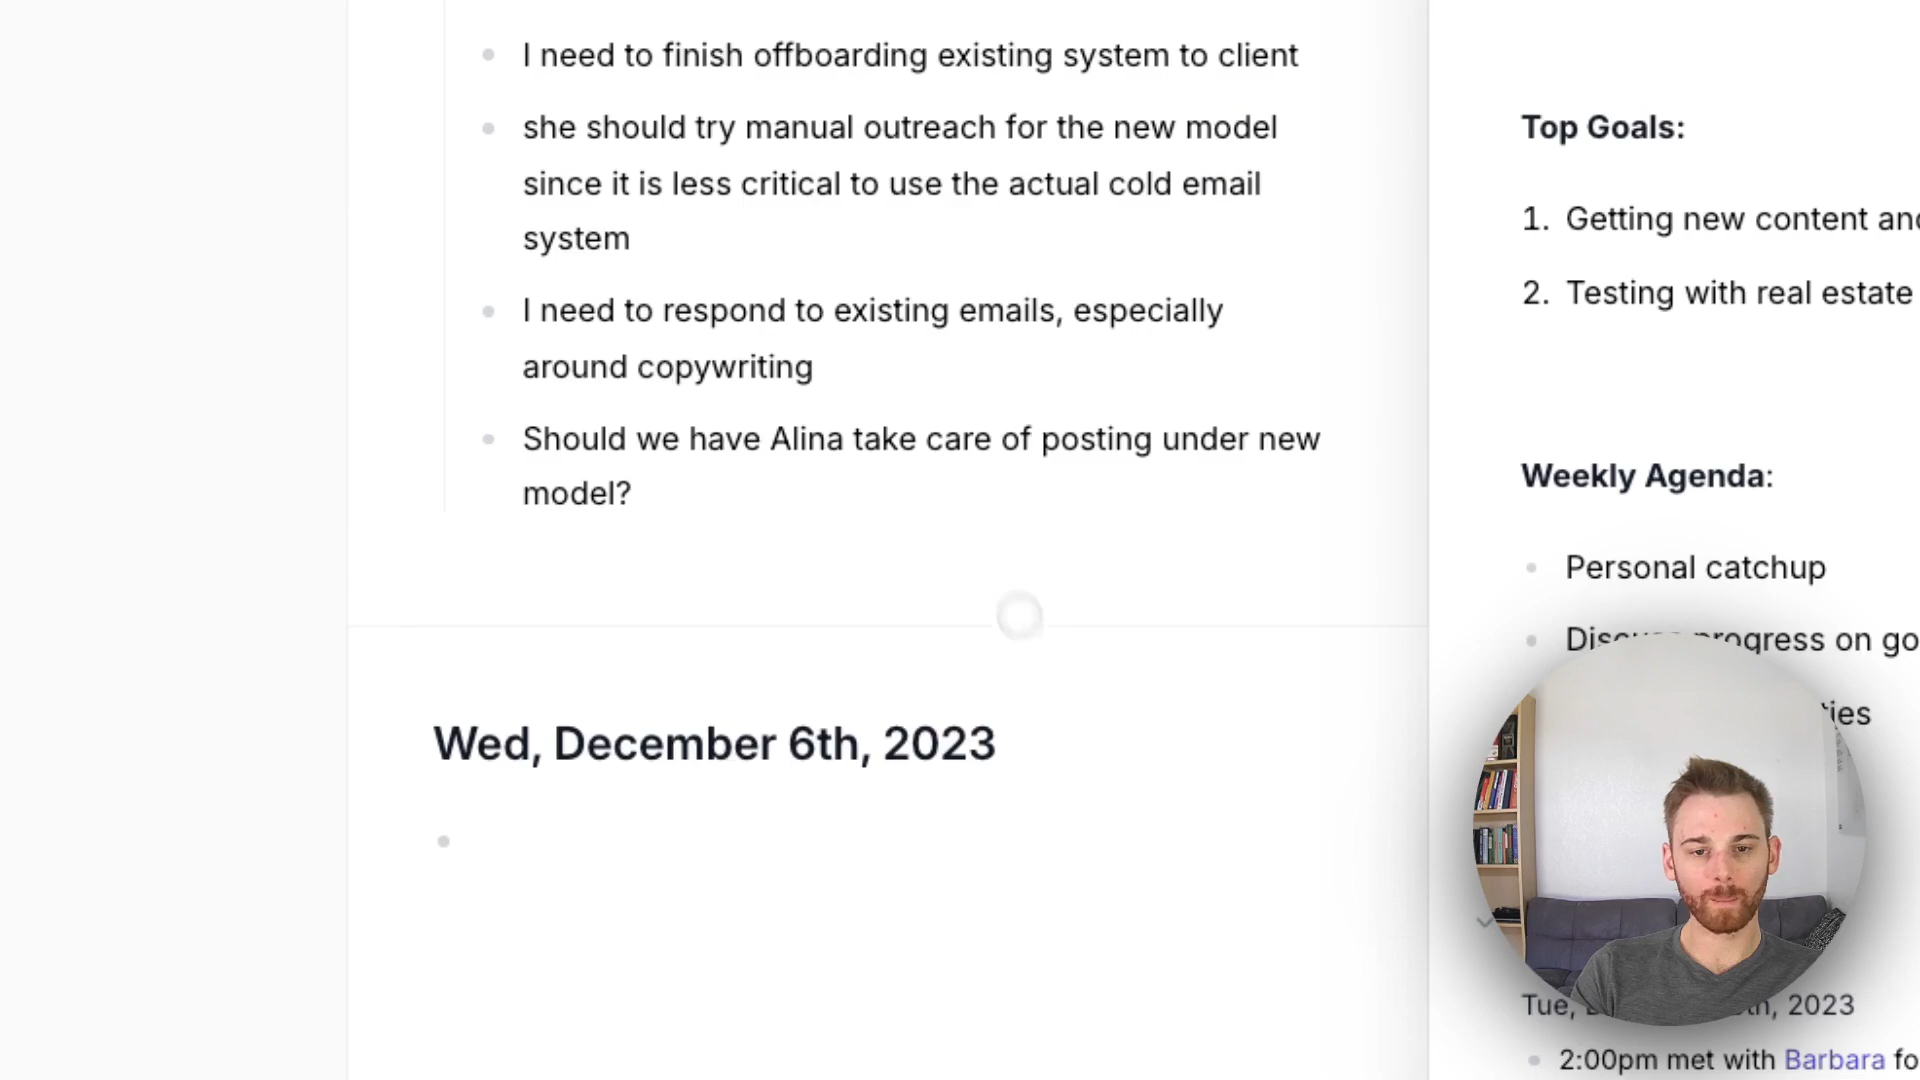 I need to finish offboarding existing system to client
she should try manual outreach for the new model
since it is less critical to use the actual cold email
system
I need to respond to existing emails, especially
around copywriting
Should we have Alina take care of posting under new
model?
Wed, December 6th, 2023
Top Goals:
1. Getting new content
2. Testing with real estate
Weekly Agenda:
Personal catchup
progress on
Tue, 2023
2:00pm met with Barbara